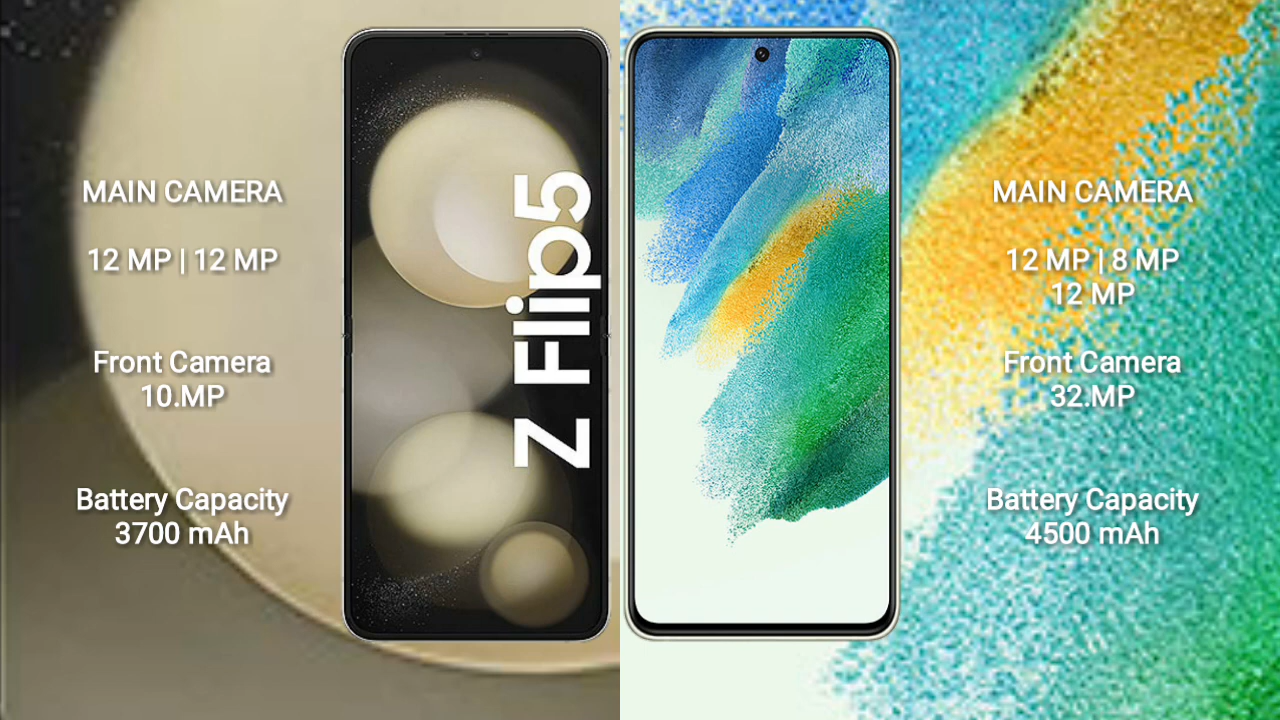 MAIN CAMERA
12 MP | 12 MP
Front Camera
10.MP
Battery Capacity
3700 mAh
Z Flip5
MAIN CAMERA
12 MP | 8 MP
12 MP
Front Camera
32.MP
Battery Capacity
4500 mAh